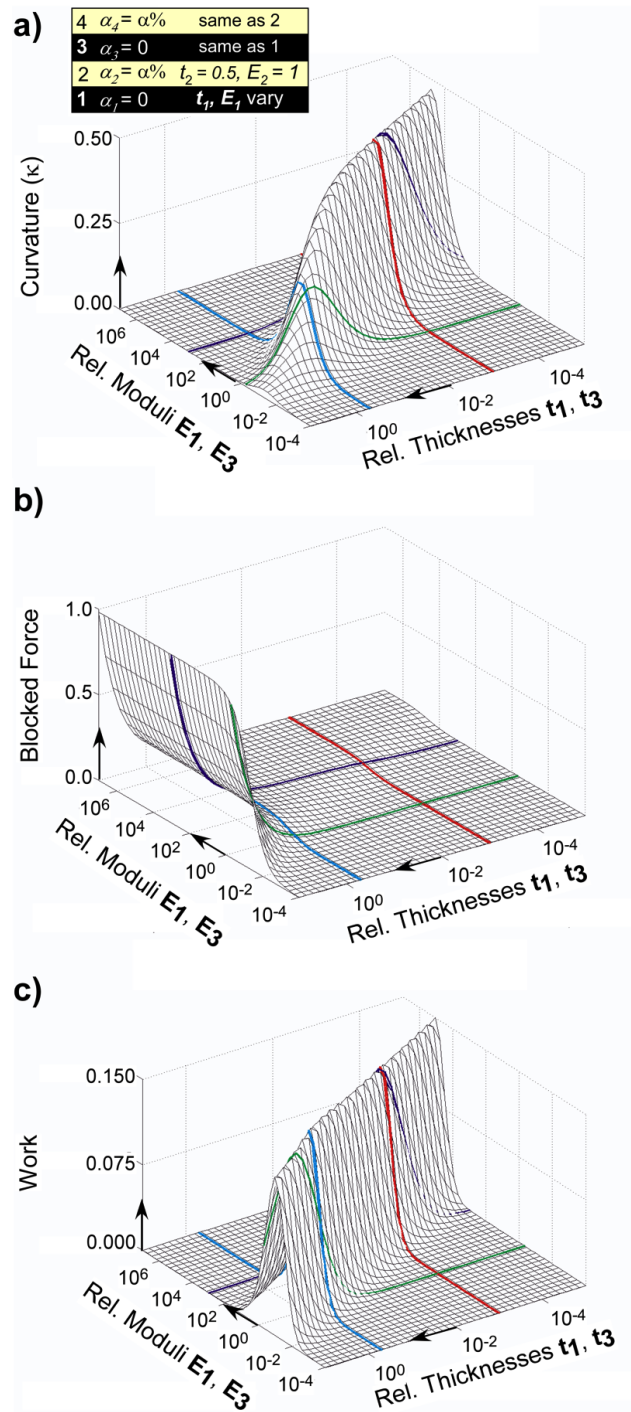 a)
4 α4 = α% same as 2
3 α3 = 0 same as 1
2 α2 = α% t2 = 0.5, E2 = 1
1 α1 = 0 t1, E1 vary
Curvature (κ)
0.50
0.25
0.00
10^6
10^4
10^2
10^0
10^-2
10^-4
Rel. Moduli E1, E3
10^0
10^-2
10^-4
Rel. Thicknesses t1, t3
b)
Blocked Force
1.0
0.5
0.0
10^6
10^4
10^2
10^0
10^-2
10^-4
Rel. Moduli E1, E3
10^0
10^-2
10^-4
Rel. Thicknesses t1, t3
c)
Work
0.150
0.075
0.000
10^6
10^4
10^2
10^0
10^-2
10^-4
Rel. Moduli E1, E3
10^0
10^-2
10^-4
Rel. Thicknesses t1, t3